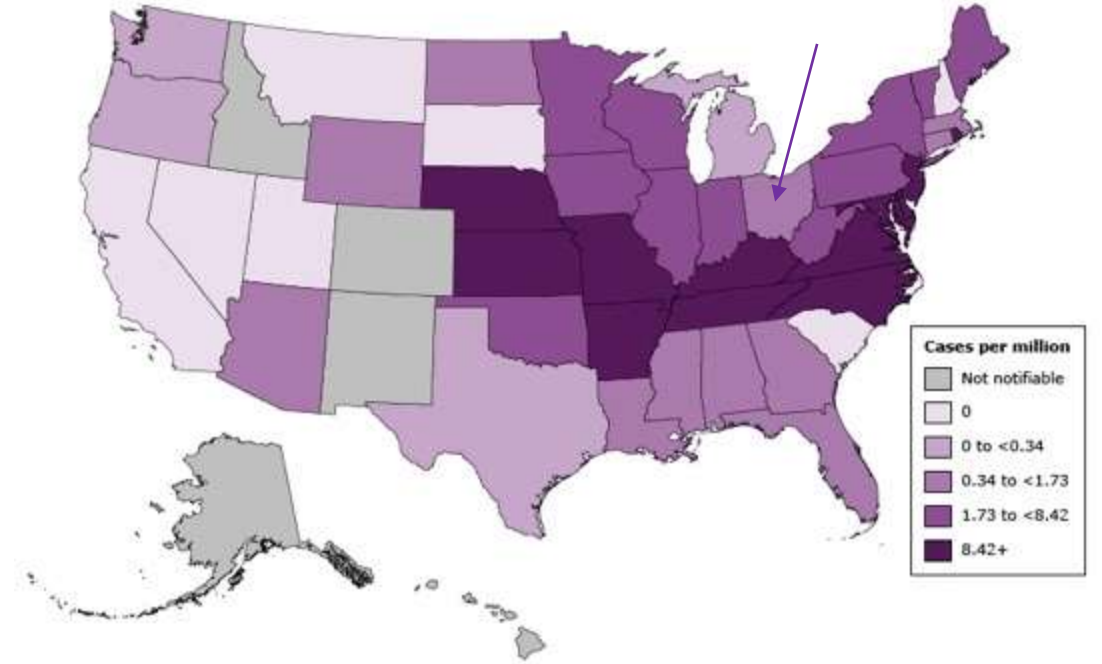 Cases per million
Not notifiable
0
0 to <0.34
0.34 to <1.73
1.73 to <8.42
8.42+